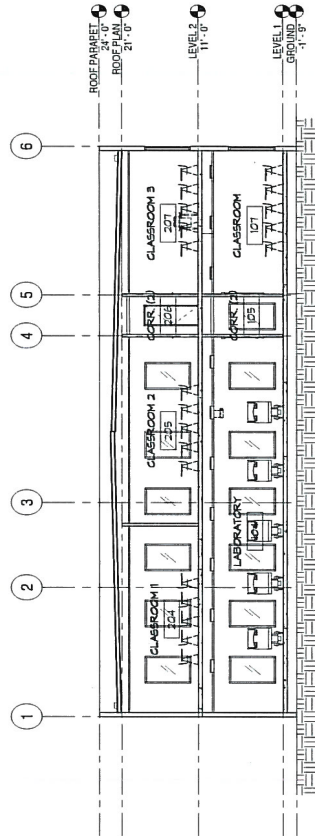 1
2
3
4
5
6
ROOF PARAPET
24' - 0"
ROOF PLAN
21' - 0"
CLASSROOM 1
204
CLASSROOM 2
205
CORR. (2)
206
CLASSROOM 3
207
LEVEL 2
11' - 0"
LABORATORY
CORR. (2)
105
CLASSROOM
107
LEVEL 1
GROUND
-1' - 9"